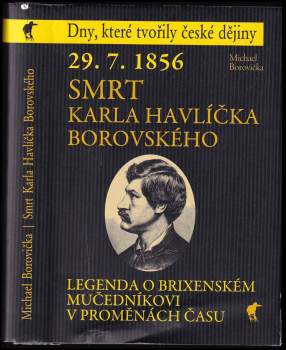 Dny, které tvořily české dějiny
29. 7. 1856
Michael
Borovička
SMRT
KARLA HAVLÍČKA
BOROVSKÉHO
LEGENDA O BRIXENSKÉM
MUČEDNÍKOVI
V PROMĚNÁCH ČASU
Michael Borovička | Smrt Karla Havlíčka Borovského